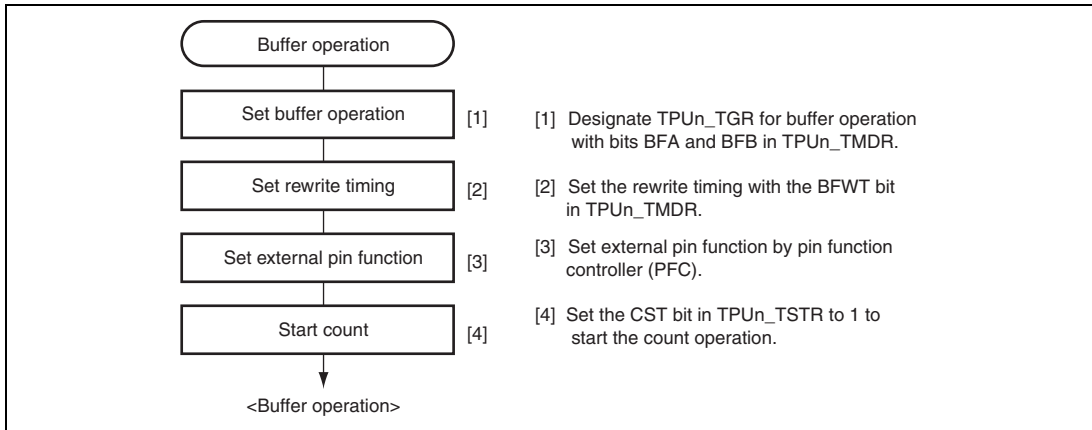 Buffer operation
Set buffer operation [1]
[1] Designate TPUn_TGR for buffer operation
with bits BFA and BFB in TPUn_TMDR.
Set rewrite timing [2]
[2] Set the rewrite timing with the BFWT bit
in TPUn_TMDR.
Set external pin function [3]
[3] Set external pin function by pin function
controller (PFC).
Start count [4]
[4] Set the CST bit in TPUn_TSTR to 1 to
start the count operation.
<Buffer operation>